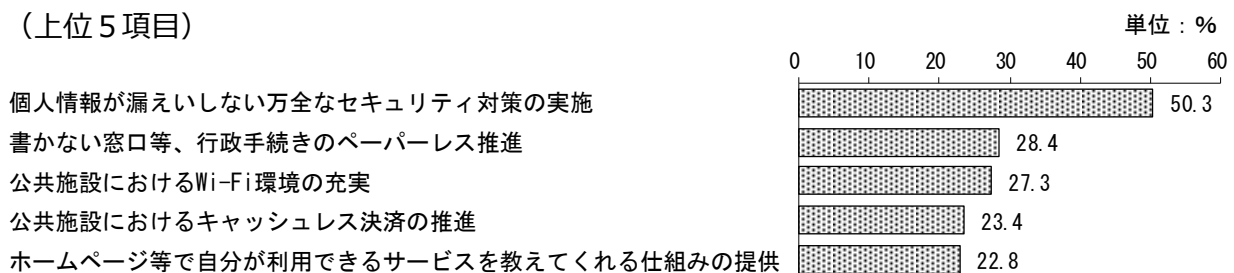 （上位５項目）
単位：％
0 10 20 30 40 50 60
個人情報が漏えいしない万全なセキュリティ対策の実施 50.3
書かない窓口等、行政手続きのペーパーレス推進 28.4
公共施設におけるWi-Fi環境の充実 27.3
公共施設におけるキャッシュレス決済の推進 23.4
ホームページ等で自分が利用できるサービスを教えてくれる仕組みの提供 22.8